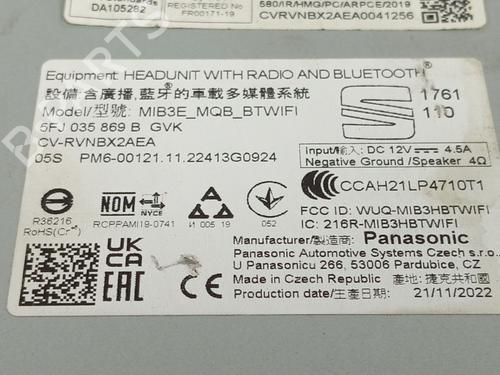 DA105282
REGISTERED No
FR00171-19
580/IR/HMQ/PC/ARPCE/2019
CVRVNBX2AEA0041256
Equipment: HEADUNIT WITH RADIO AND BLUETOOTH®
設備:含廣播,藍牙的車載多媒體系統
Model/型號: MIB3E_MQB_BTWIFI
5FJ 035 869 B GVK
CV-RVNBX2AEA
05S PM6-00121.11.22413G0924
1761
110
input/輸入: DC 12V 4.5A
Negative Ground /Speaker 4Ω
CCAH21LP4710T1
R36216
RoHS(Cr⁶⁺)
NOM NYCE
RCPPAMI19-0741
И 005 19
052
FCC ID: WUQ-MIB3HBTWIFI
IC: 216R-MIB3HBTWIFI
UK
CA
EAC
Manufacturer/製造商: Panasonic
Panasonic Automotive Systems Czech s.r.o.
U Panasonicu 266, 53006 Pardubice, CZ
Made in Czech Republic 產地: 捷克共和國
Production date/生產日期: 21/11/2022